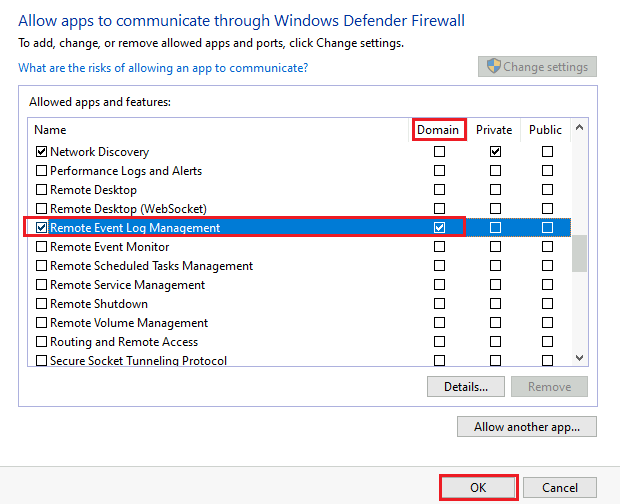 Allow apps to communicate through Windows Defender Firewall
To add, change, or remove allowed apps and ports, click Change settings.
What are the risks of allowing an app to communicate?
Change settings
Allowed apps and features:
Name Domain Private Public
Network Discovery
Performance Logs and Alerts
Remote Desktop
Remote Desktop (WebSocket)
Remote Event Log Management
Remote Event Monitor
Remote Scheduled Tasks Management
Remote Service Management
Remote Shutdown
Remote Volume Management
Routing and Remote Access
Secure Socket Tunneling Protocol
Details... Remove
Allow another app...
OK Cancel